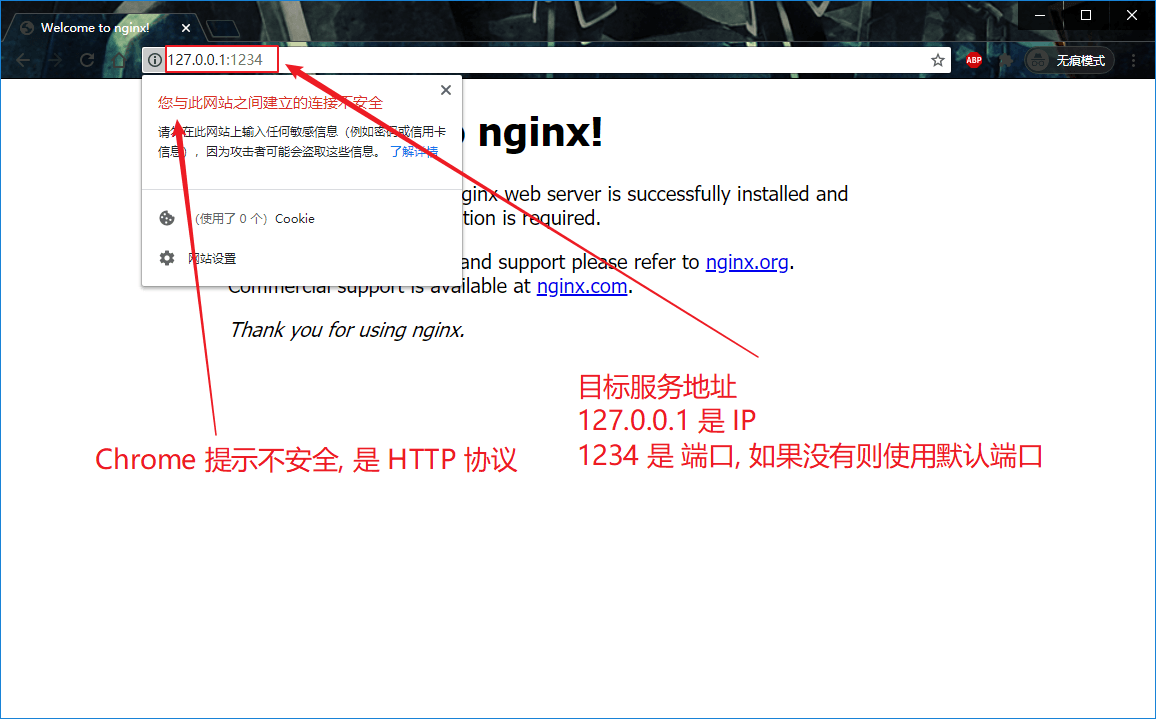 Welcome to nginx!
127.0.0.1:1234
ABP
无痕模式
您与此网站之间建立的连接不安全
请勿在此网站上输入任何敏感信息（例如密码或信用卡
信息），因为攻击者可能会盗取这些信息。 了解详情
（使用了 0 个）Cookie
网站设置
nginx!
nginx web server is successfully installed and
tion is required.
and support please refer to nginx.org.
Commercial support is available at nginx.com.
Thank you for using nginx.
目标服务地址
127.0.0.1 是 IP
1234 是 端口, 如果没有则使用默认端口
Chrome 提示不安全, 是 HTTP 协议